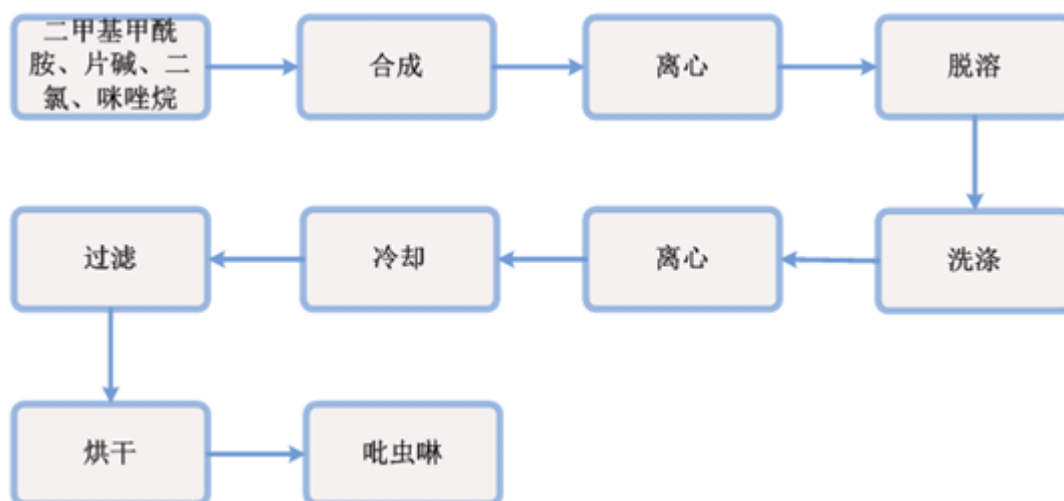 二甲基甲酰
胺、片碱、二
氯、咪唑烷
合成
离心
脱溶
洗涤
离心
冷却
过滤
烘干
吡虫啉